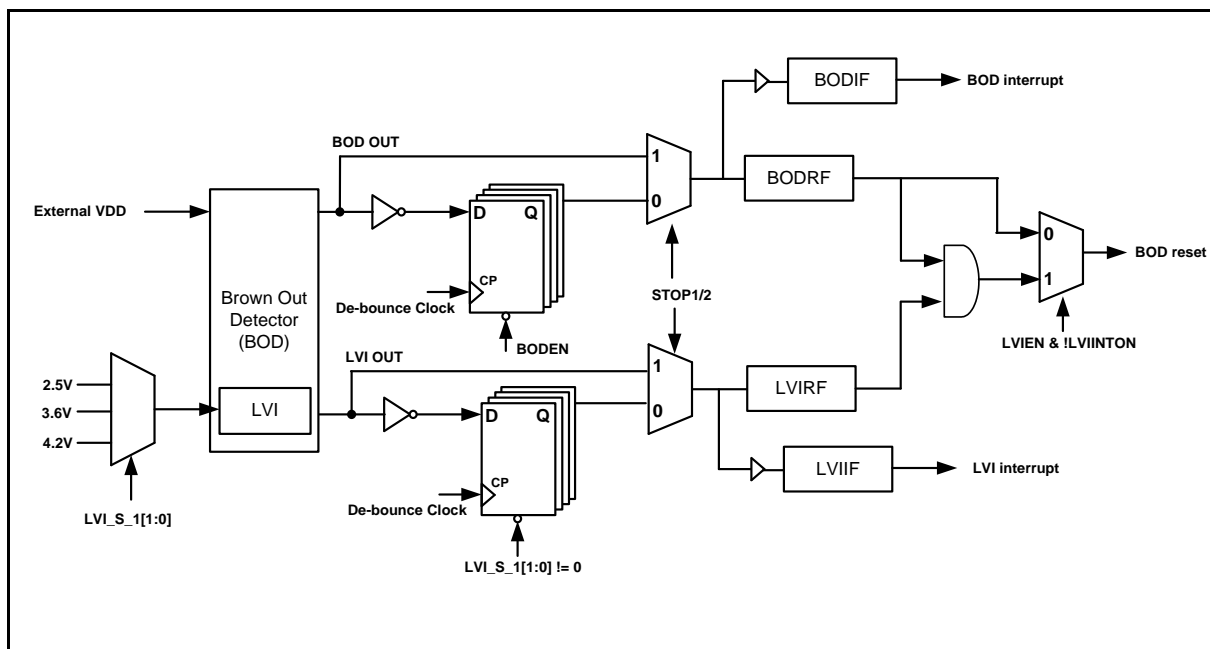 BODIF
BOD interrupt
BOD OUT
1
0
BODRF
External VDD
D Q
CP
De-bounce Clock
BODEN
Brown Out
Detector
(BOD)
STOP1/2
0
1
BOD reset
LVIEN & !LVIINTON
LVI OUT
1
0
LVIRF
2.5V
3.6V
4.2V
LVI
D Q
CP
De-bounce Clock
LVIIF
LVI interrupt
LVI_S_1[1:0]
LVI_S_1[1:0] != 0